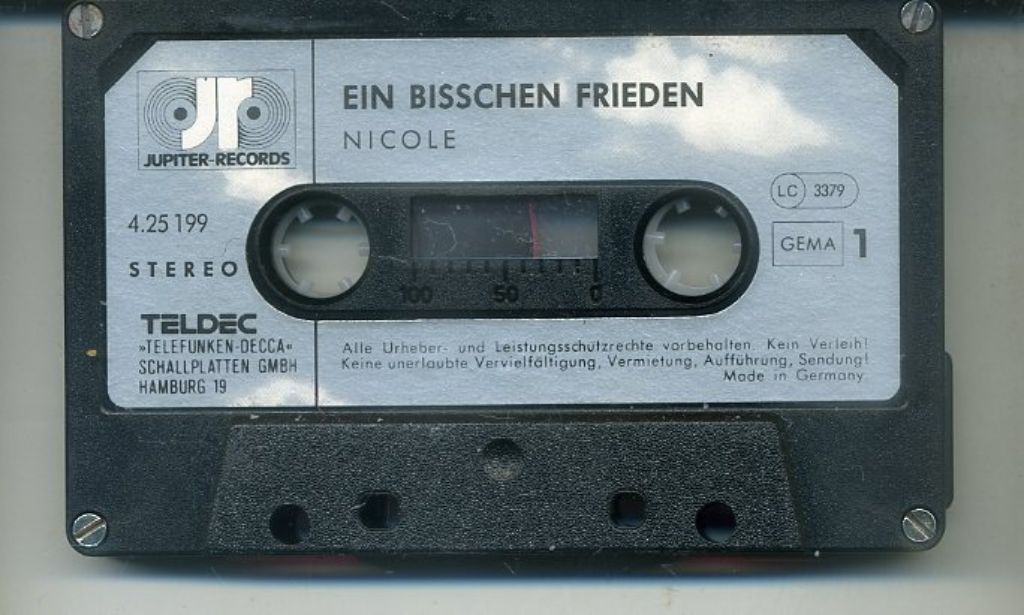 JUPITER-RECORDS
EIN BISSCHEN FRIEDEN
NICOLE
LC 3379
4.25 199
GEMA 1
STEREO
100 50 0
TELDEC
»TELEFUNKEN-DECCA«
SCHALLPLATTEN GMBH
HAMBURG 19
Alle Urheber- und Leistungsschutzrechte vorbehalten. Kein Verleih!
Keine unerlaubte Vervielfältigung, Vermietung, Aufführung, Sendung!
Made in Germany.